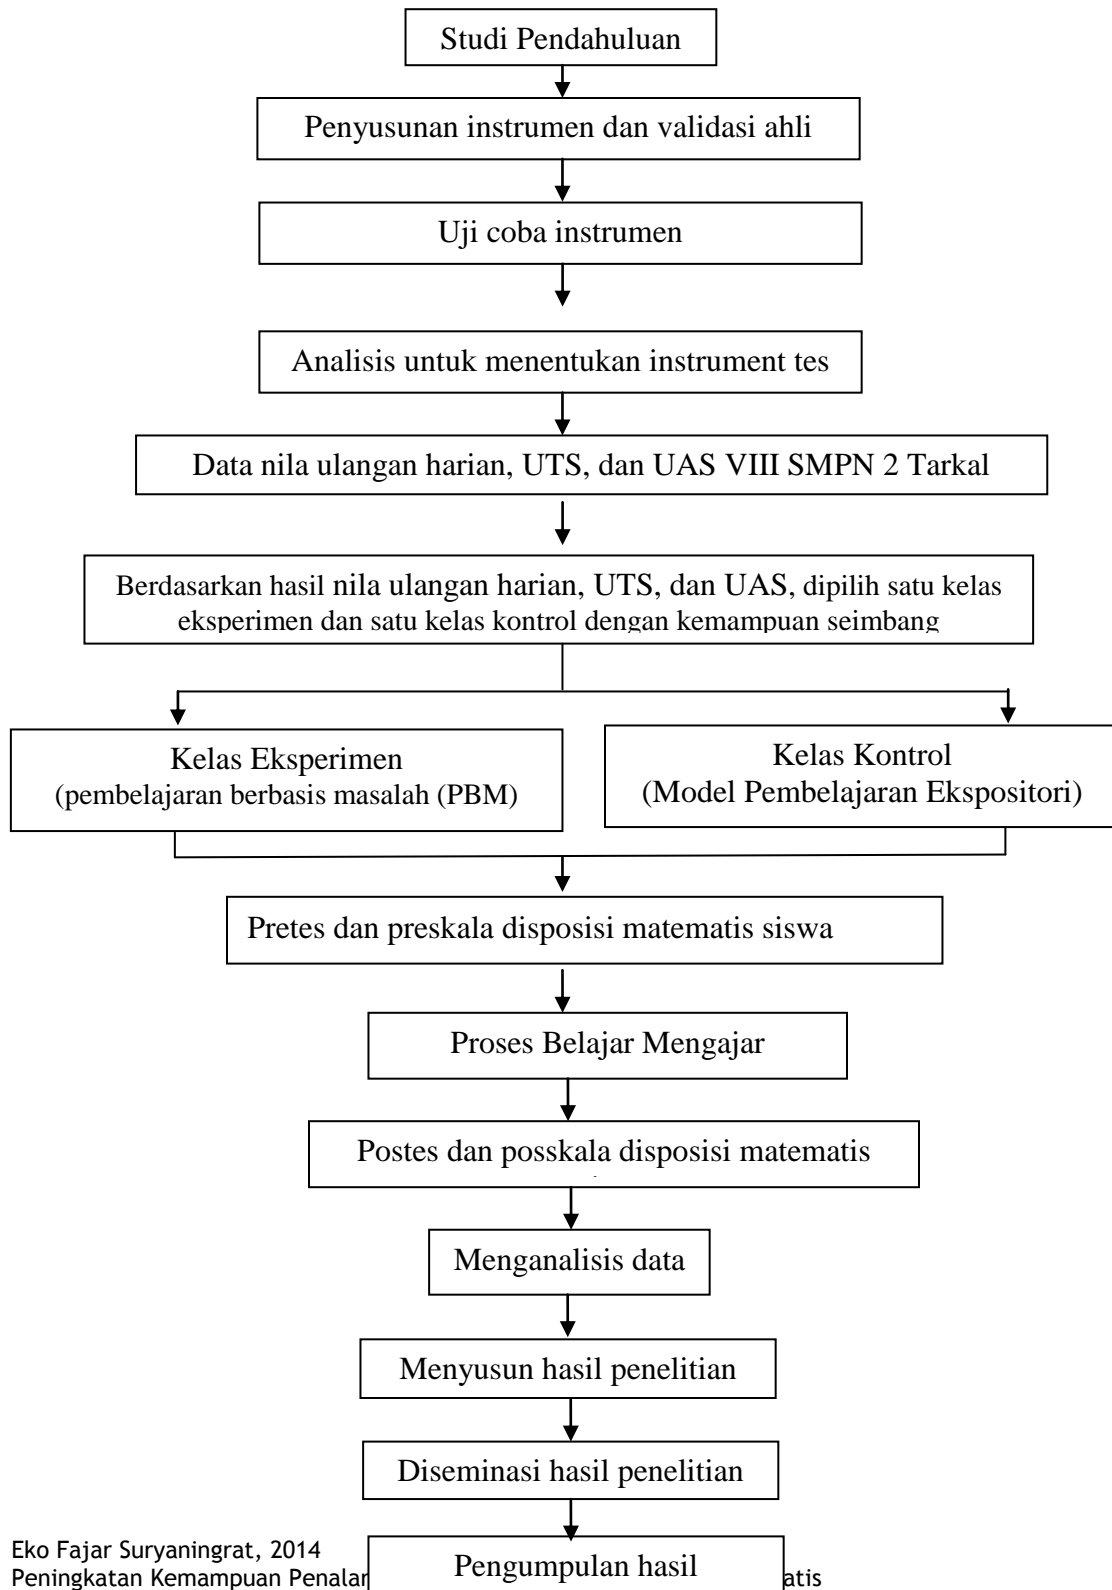 Studi Pendahuluan
Penyusunan instrumen dan validasi ahli
Uji coba instrumen
Analisis untuk menentukan instrument tes
Data nila ulangan harian, UTS, dan UAS VIII SMPN 2 Tarkal
Berdasarkan hasil nila ulangan harian, UTS, dan UAS, dipilih satu kelas
eksperimen dan satu kelas kontrol dengan kemampuan seimbang
Kelas Eksperimen
(pembelajaran berbasis masalah (PBM)
Kelas Kontrol
(Model Pembelajaran Ekspositori)
Pretes dan preskala disposisi matematis siswa
Proses Belajar Mengajar
Postes dan posskala disposisi matematis
Menganalisis data
Menyusun hasil penelitian
Diseminasi hasil penelitian
Pengumpulan hasil
Eko Fajar Suryaningrat, 2014
Peningkatan Kemampuan Penalar atis